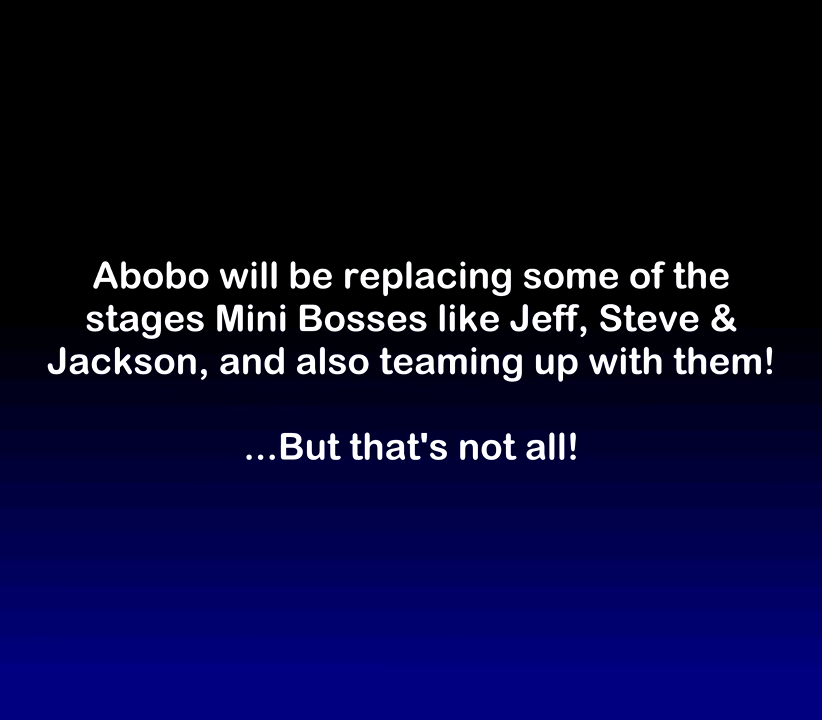 Abobo will be replacing some of the
stages Mini Bosses like Jeff, Steve &
Jackson, and also teaming up with them!
...But that's not all!